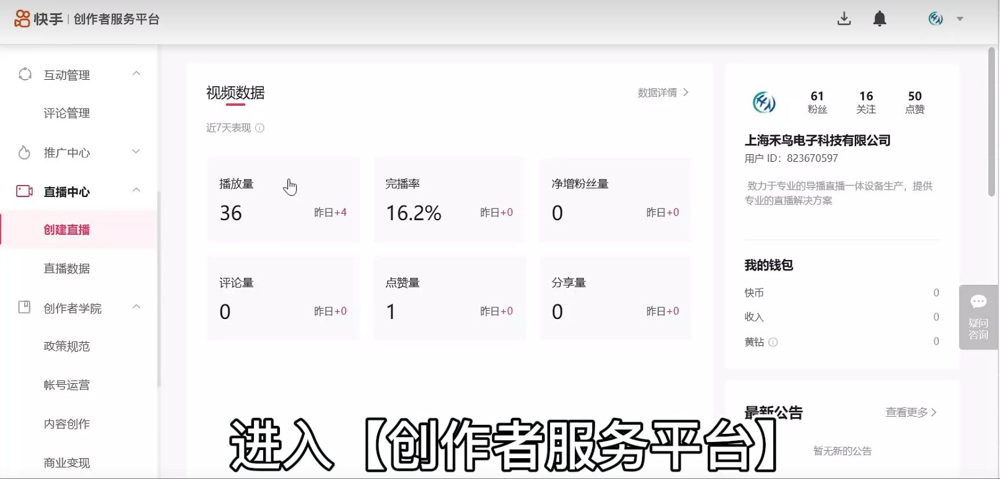 快手 | 创作者服务平台
互动管理
评论管理
推广中心
直播中心
创建直播
直播数据
创作者学院
政策规范
帐号运营
内容创作
商业变现
视频数据
数据详情
近7天表现
播放量
36
昨日+4
完播率
16.2%
昨日+0
净增粉丝量
0
昨日+0
评论量
0
昨日+0
点赞量
1
昨日+0
分享量
0
昨日+0
61
粉丝
16
关注
50
点赞
上海禾鸟电子科技有限公司
用户 ID：823670597
致力于专业的导播直播一体设备生产，提供
专业的直播解决方案
我的钱包
快币 0
收入 0
黄钻 0
疑问
咨询
最新公告
查看更多
暂无新的公告
进入【创作者服务平台】